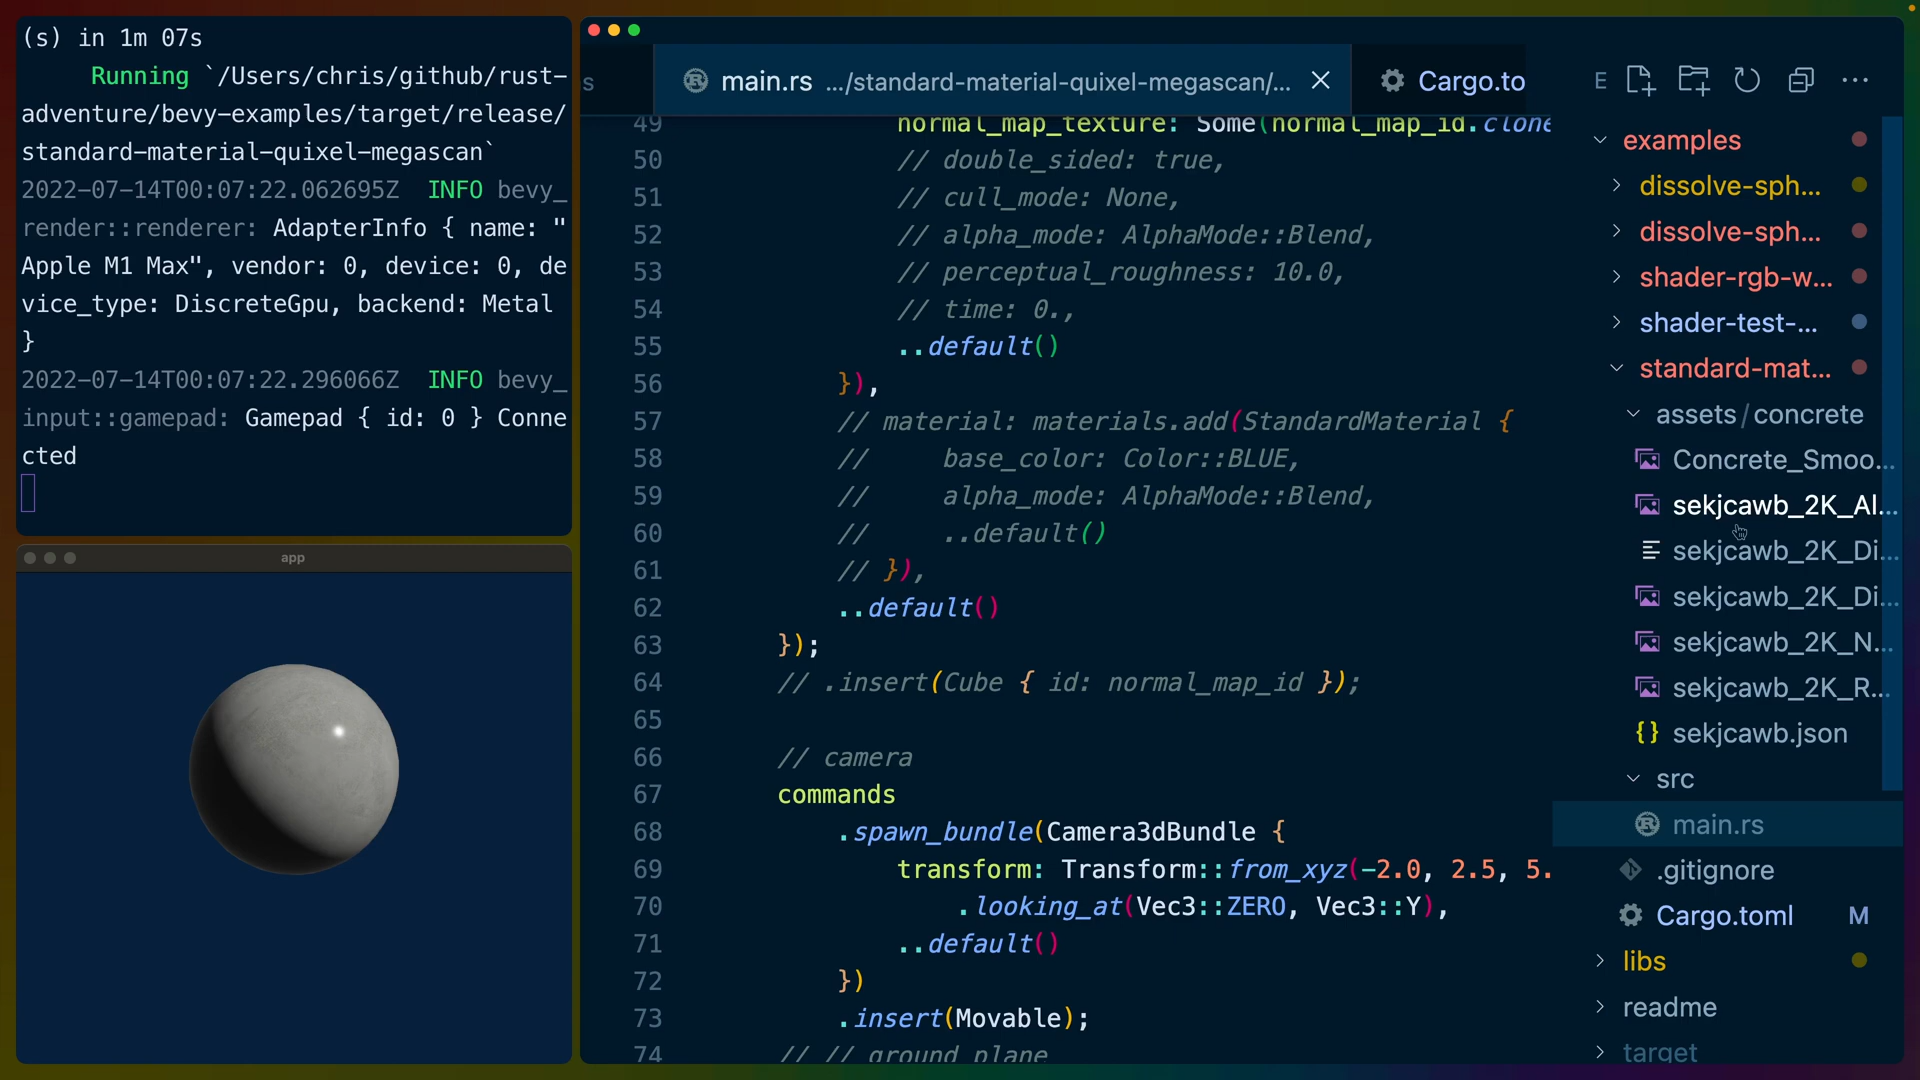 (s) in 1m 07s
Running `/Users/chris/github/rust-
adventure/bevy-examples/target/release/
standard-material-quixel-megascan`
2022-07-14T00:07:22.062695Z INFO bevy_
render::renderer: AdapterInfo { name: "
Apple M1 Max", vendor: 0, device: 0, de
vice_type: DiscreteGpu, backend: Metal
}
2022-07-14T00:07:22.296066Z INFO bevy_
input::gamepad: Gamepad { id: 0 } Conne
cted
app
s
main.rs .../standard-material-quixel-megascan/...
Cargo.to
49 normal_map_texture: Some(normal_map_id.clone
50 // double_sided: true,
51 // cull_mode: None,
52 // alpha_mode: AlphaMode::Blend,
53 // perceptual_roughness: 10.0,
54 // time: 0.,
55 ..default()
56 }),
57 // material: materials.add(StandardMaterial {
58 // base_color: Color::BLUE,
59 // alpha_mode: AlphaMode::Blend,
60 // ..default()
61 // }),
62 ..default()
63 });
64 // .insert(Cube { id: normal_map_id });
65
66 // camera
67 commands
68 .spawn_bundle(Camera3dBundle {
69 transform: Transform::from_xyz(-2.0, 2.5, 5.
70 .looking_at(Vec3::ZERO, Vec3::Y),
71 ..default()
72 })
73 .insert(Movable);
74 // // ground plane
E
examples
dissolve-sph...
dissolve-sph...
shader-rgb-w...
shader-test-...
standard-mat...
assets/concrete
Concrete_Smoo...
sekjcawb_2K_Al...
sekjcawb_2K_Di...
sekjcawb_2K_Di...
sekjcawb_2K_N...
sekjcawb_2K_R...
{} sekjcawb.json
src
main.rs
.gitignore
Cargo.toml M
libs
readme
target